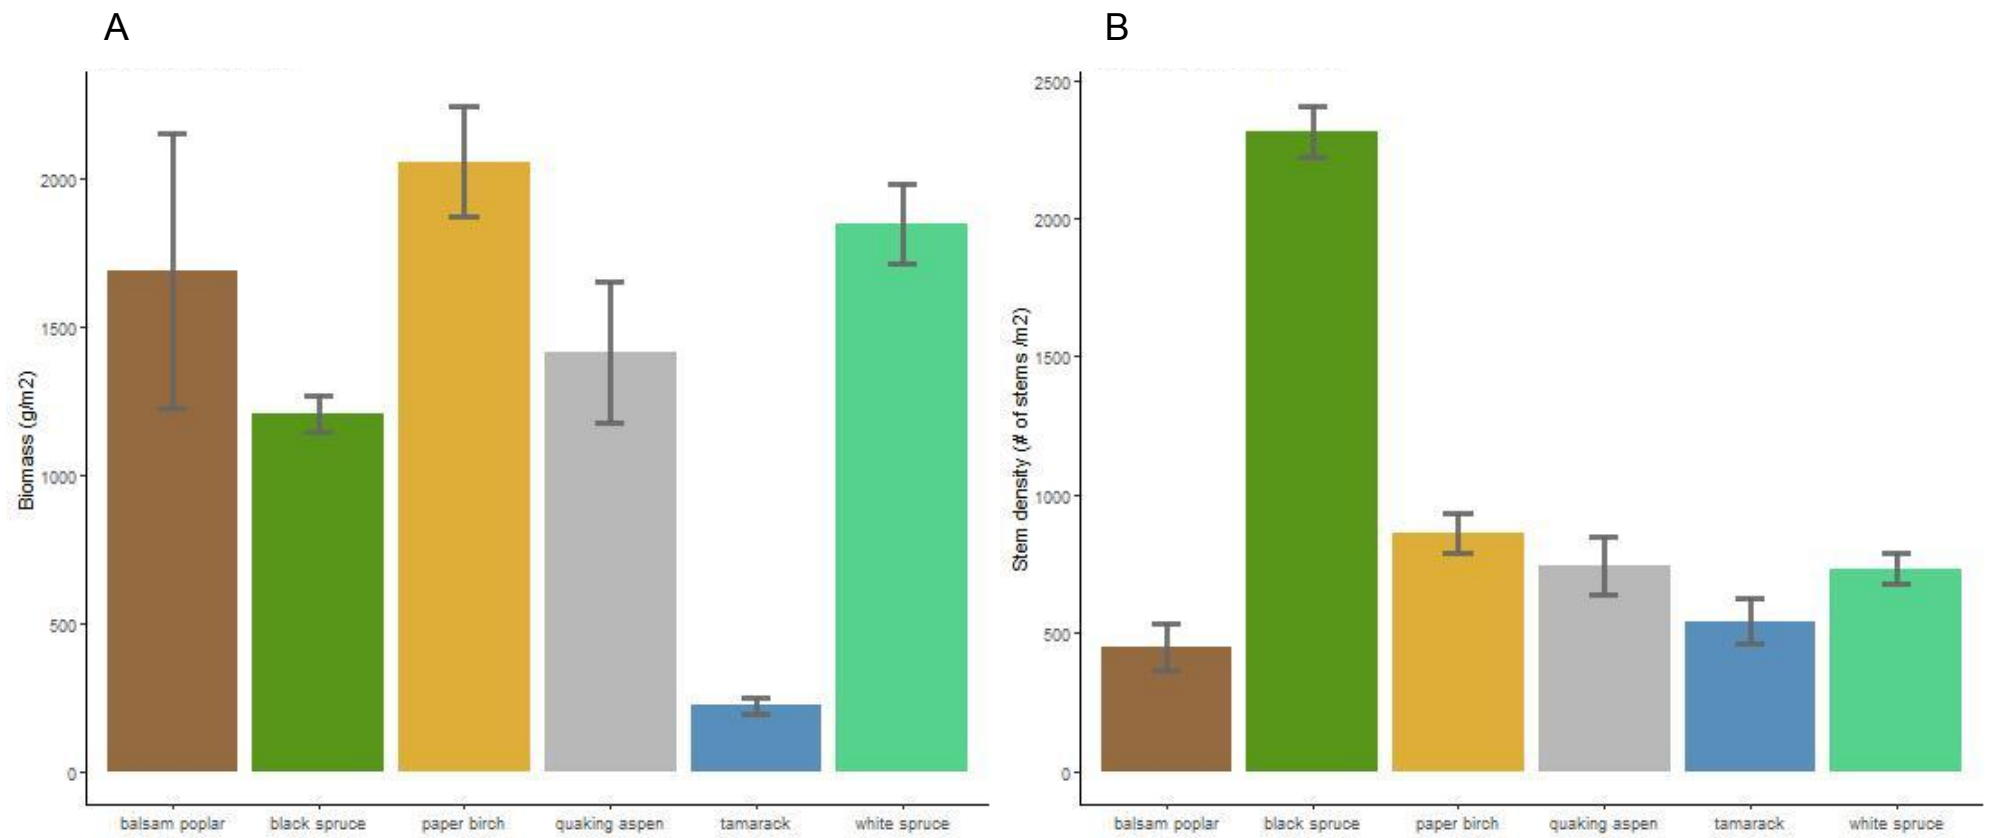 A
Biomass (g/m2)
2000
1500
1000
500
0
balsam poplar black spruce paper birch quaking aspen tamarack white spruce
B
Stem density (# of stems /m2)
2500
2000
1500
1000
500
0
balsam poplar black spruce paper birch quaking aspen tamarack white spruce